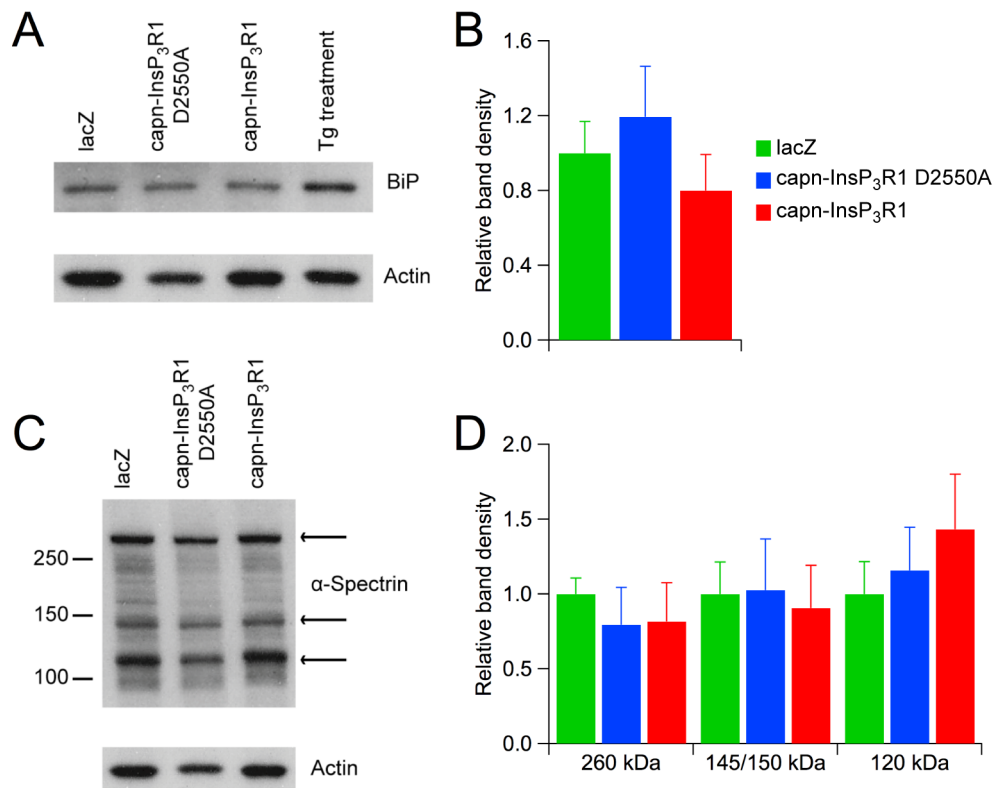 A
lacZ
capn-InsP₃R1
D2550A
capn-InsP₃R1
Tg treatment
BiP
Actin
B
Relative band density
1.6
1.2
0.8
0.4
0.0
lacZ
capn-InsP₃R1 D2550A
capn-InsP₃R1
C
lacZ
capn-InsP₃R1
D2550A
capn-InsP₃R1
250
150
100
α-Spectrin
Actin
D
Relative band density
2.0
1.5
1.0
0.5
0.0
260 kDa
145/150 kDa
120 kDa